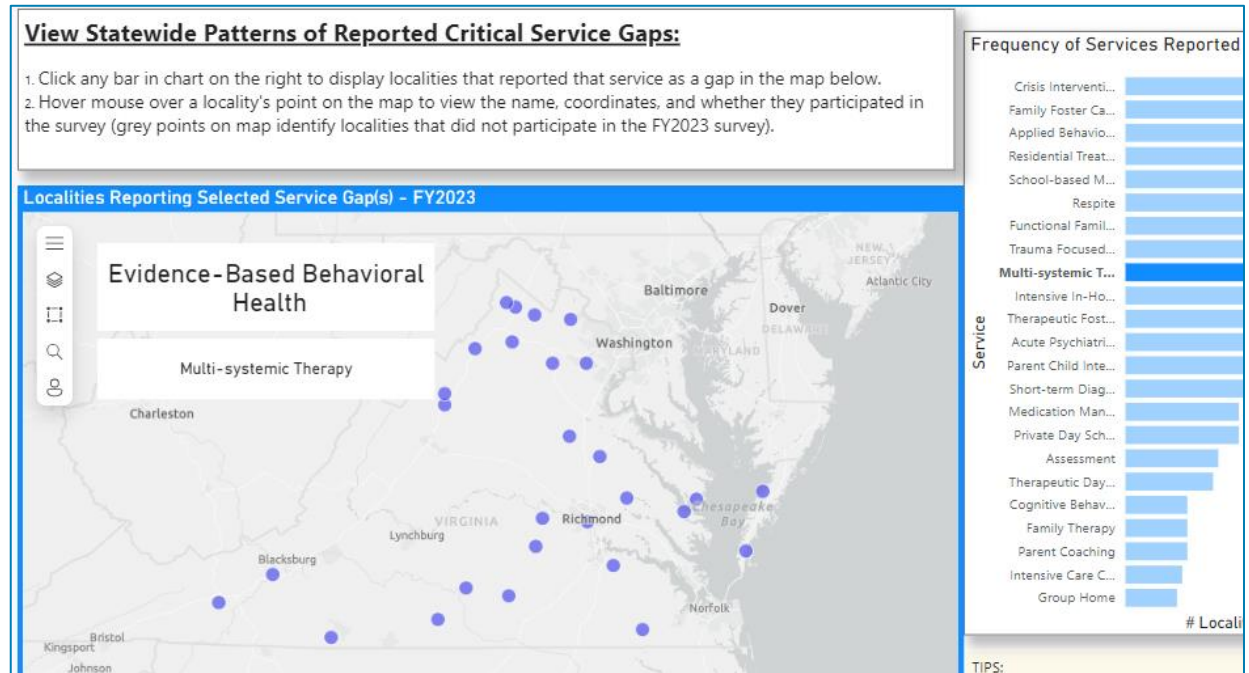 View Statewide Patterns of Reported Critical Service Gaps:
1. Click any bar in chart on the right to display localities that reported that service as a gap in the map below.
2. Hover mouse over a locality's point on the map to view the name, coordinates, and whether they participated in
the survey (grey points on map identify localities that did not participate in the FY2023 survey).
Localities Reporting Selected Service Gap(s) - FY2023
Evidence-Based Behavioral
Health
Multi-systemic Therapy
NEW
JERSEY
Atlantic City
Baltimore
Dover
DELAWARE
Washington
MARYLAND
Charleston
Chesapeake
Bay
VIRGINIA
Richmond
Lynchburg
Blacksburg
Norfolk
Bristol
Kingsport
Johnson
Frequency of Services Reported
Service
Crisis Interventi...
Family Foster Ca...
Applied Behavio...
Residential Treat...
School-based M...
Respite
Functional Famil...
Trauma Focused...
Multi-systemic T...
Intensive In-Ho...
Therapeutic Fost...
Acute Psychiatri...
Parent Child Inte...
Short-term Diag...
Medication Man...
Private Day Sch...
Assessment
Therapeutic Day...
Cognitive Behav...
Family Therapy
Parent Coaching
Intensive Care C...
Group Home
# Locali
TIPS: